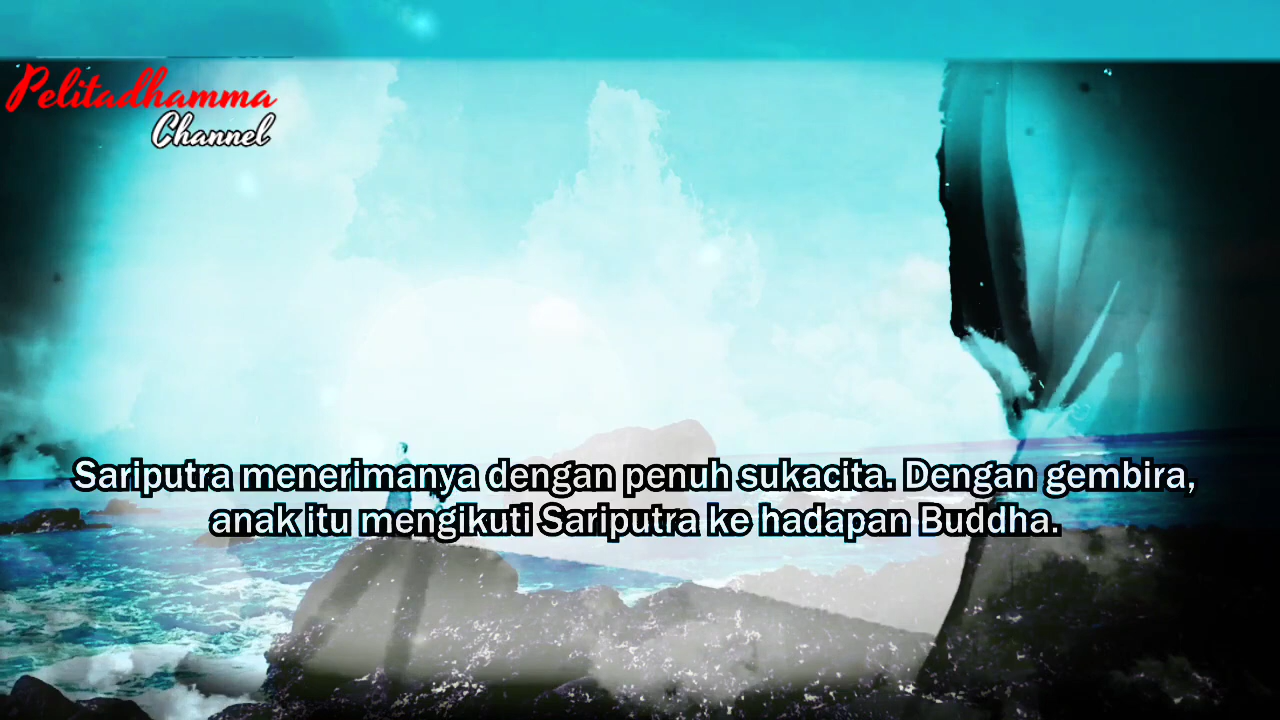 Pelitadhamma
Channel
Sariputra menerimanya dengan penuh sukacita. Dengan gembira,
anak itu mengikuti Sariputra ke hadapan Buddha.